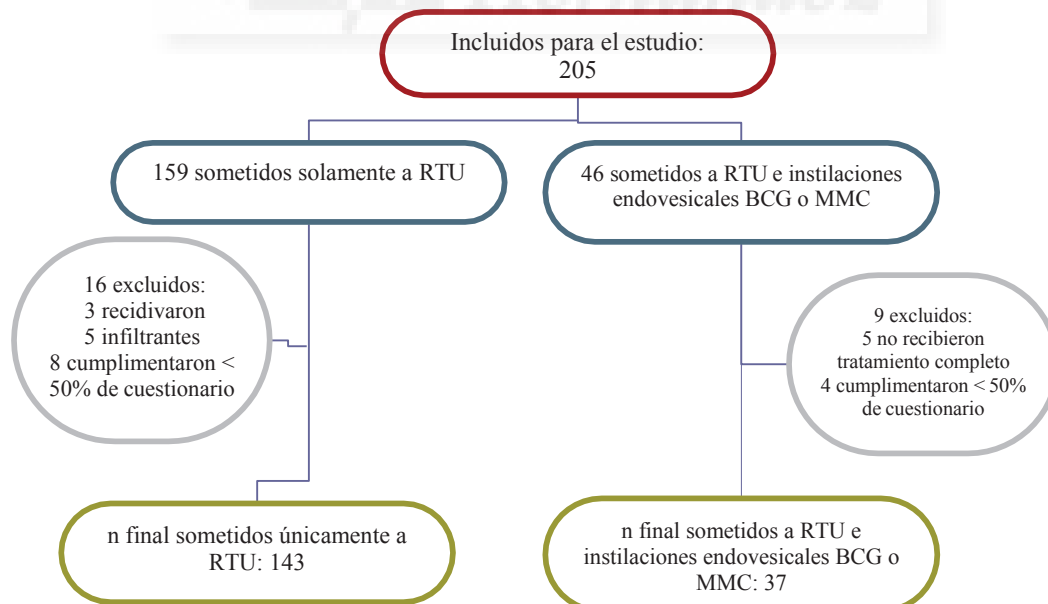 Incluidos para el estudio:
205
159 sometidos solamente a RTU
46 sometidos a RTU e instilaciones
endovesicales BCG o MMC
16 excluidos:
3 recidivaron
5 infiltrantes
8 cumplimentaron <
50% de cuestionario
9 excluidos:
5 no recibieron
tratamiento completo
4 cumplimentaron < 50%
de cuestionario
n final sometidos únicamente a
RTU: 143
n final sometidos a RTU e
instilaciones endovesicales BCG o
MMC: 37